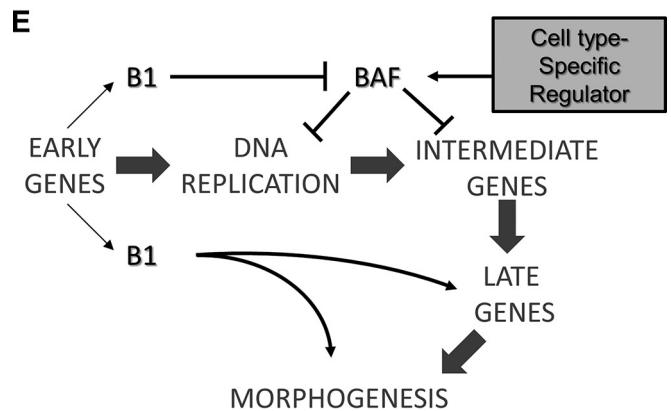 E
B1
BAF
Cell type-
Specific
Regulator
EARLY
GENES
DNA
REPLICATION
INTERMEDIATE
GENES
B1
LATE
GENES
MORPHOGENESIS